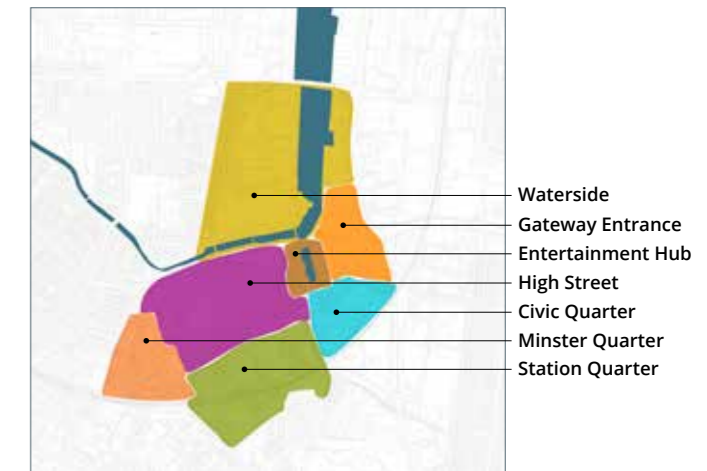 Waterside
Gateway Entrance
Entertainment Hub
High Street
Civic Quarter
Minster Quarter
Station Quarter